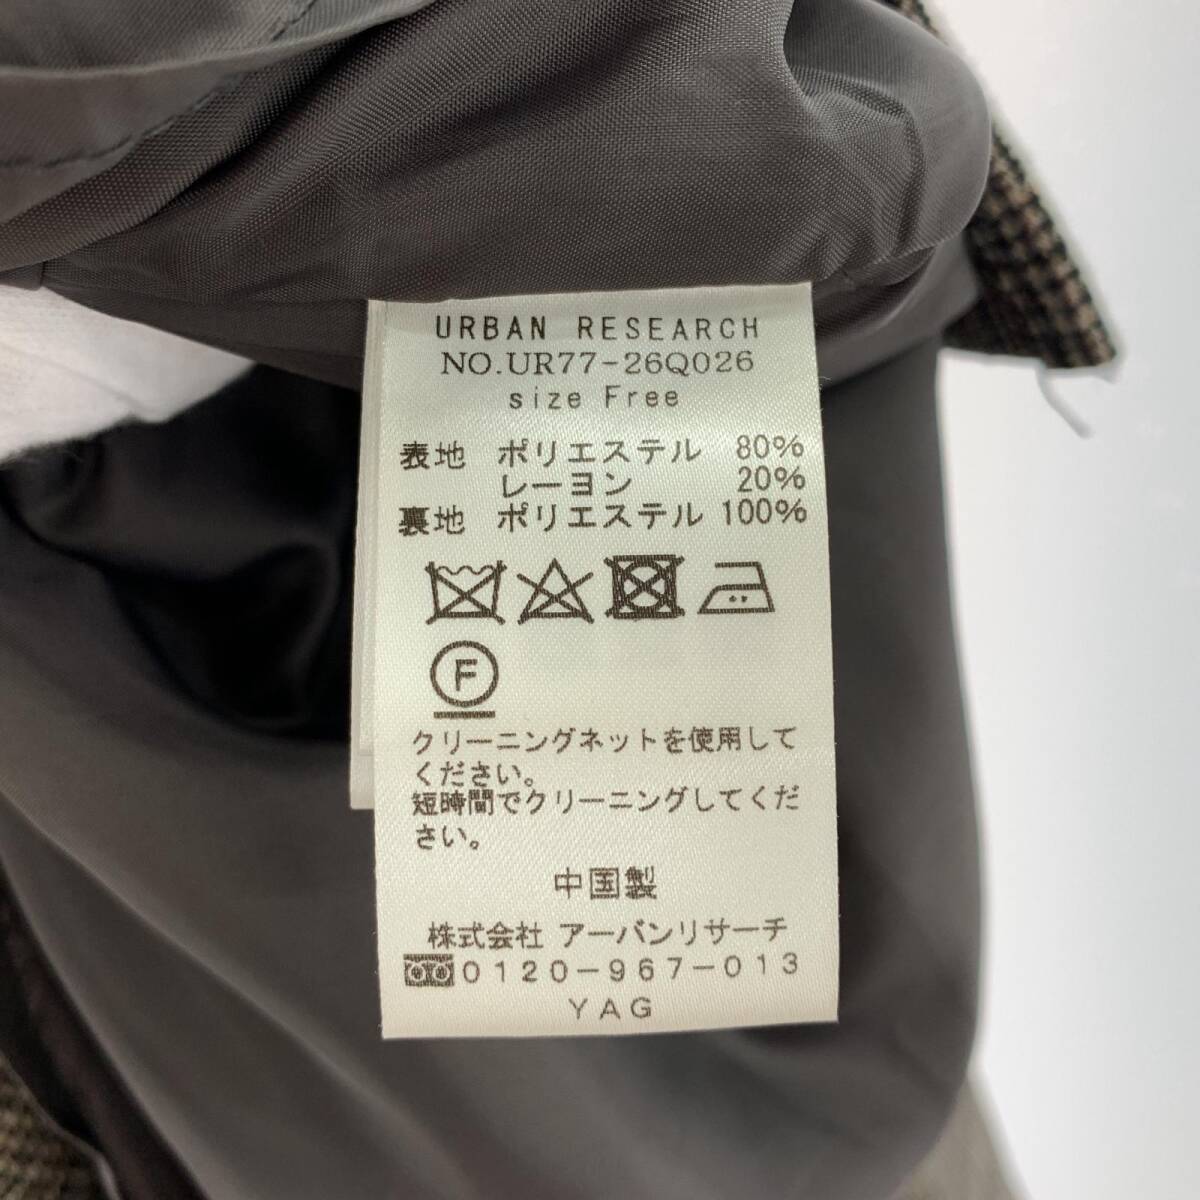 URBAN RESEARCH
NO.UR77-26Q026
size Free
表地 ポリエステル 80%
レーヨン 20%
裏地 ポリエステル 100%
F
クリーニングネットを使用して
ください。
短時間でクリーニングしてくだ
さい。
中国製
株式会社 アーバンリサーチ
0120-967-013
YAG